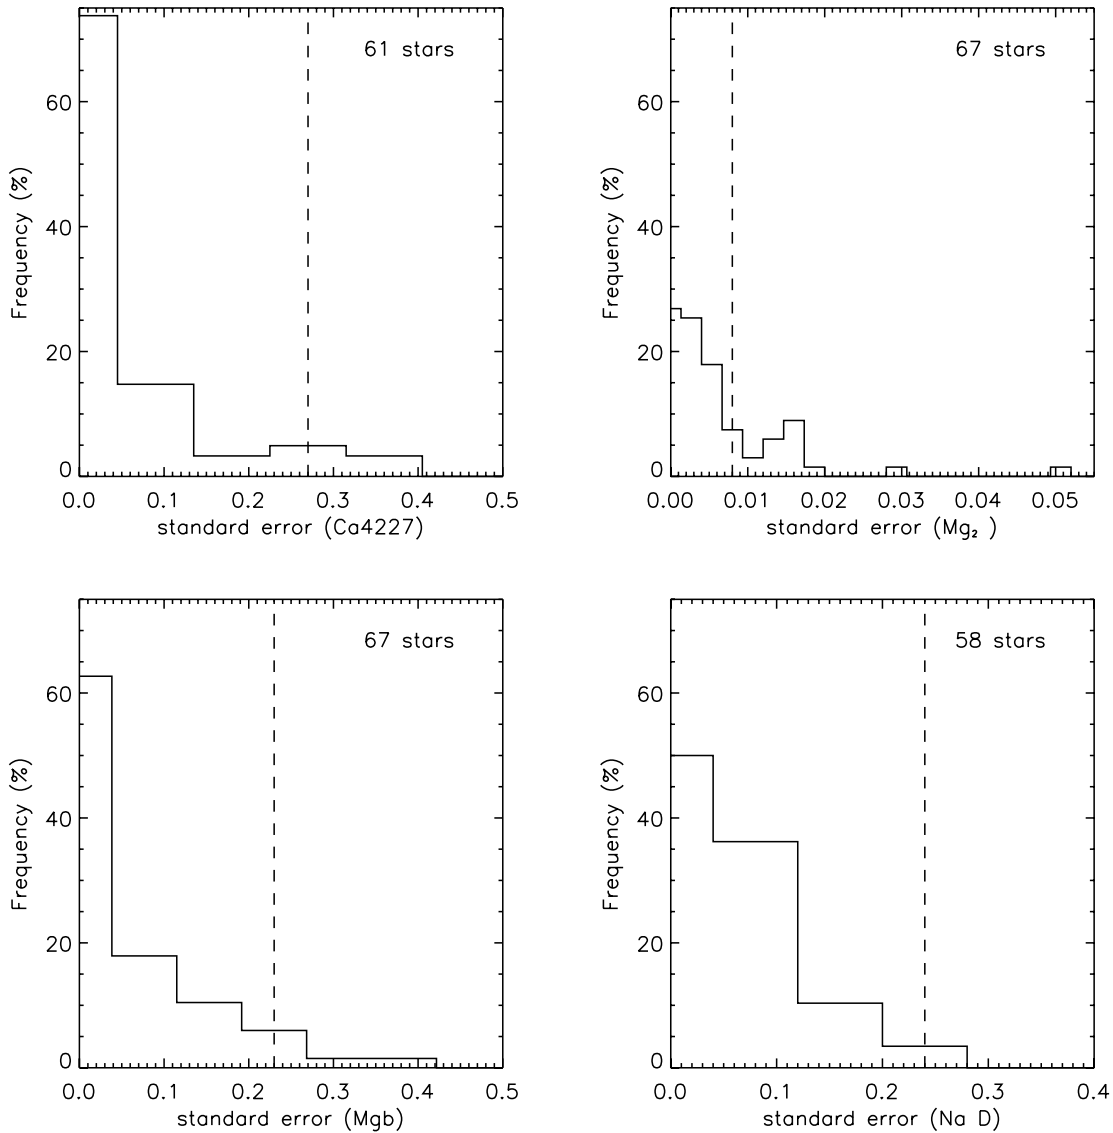 61 stars
60
40
20
0
Frequency (%)
0.0 0.1 0.2 0.3 0.4 0.5
standard error (Ca4227)
67 stars
60
40
20
0
Frequency (%)
0.00 0.01 0.02 0.03 0.04 0.05
standard error (Mg₂ )
67 stars
60
40
20
0
Frequency (%)
0.0 0.1 0.2 0.3 0.4 0.5
standard error (Mgb)
58 stars
60
40
20
0
Frequency (%)
0.0 0.1 0.2 0.3 0.4
standard error (Na D)